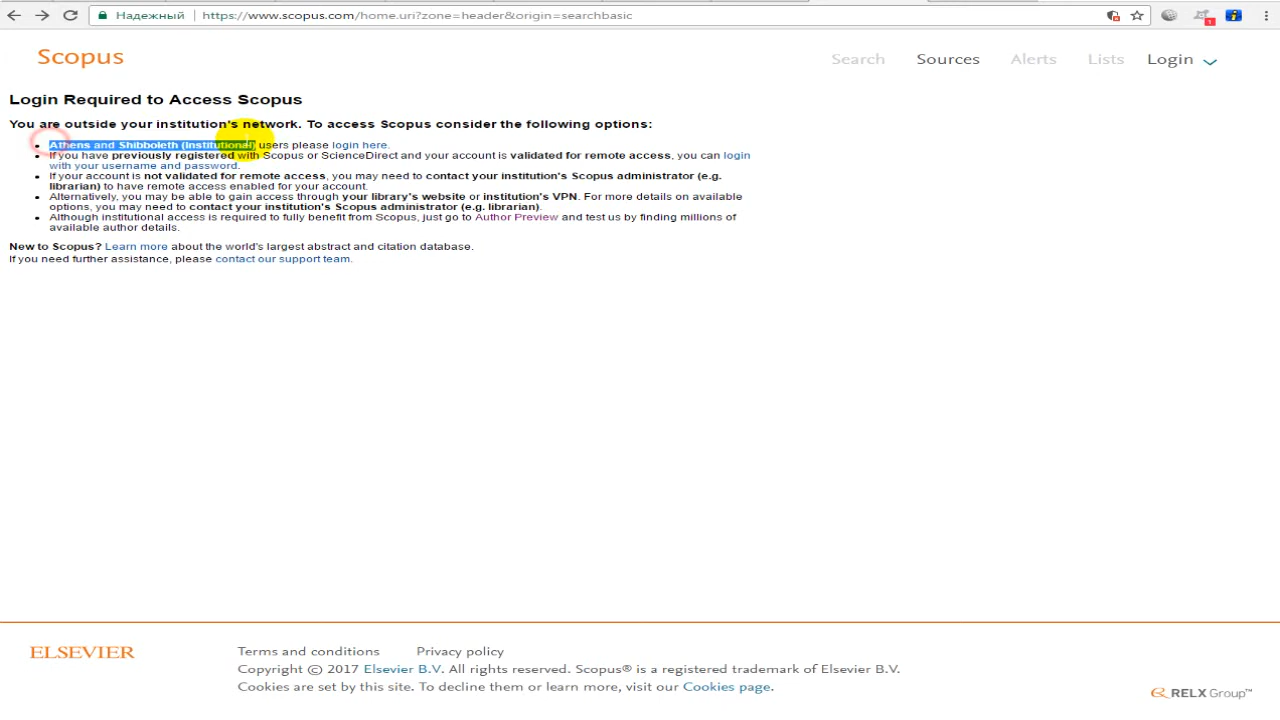 Надежный https://www.scopus.com/home.uri?zone=header&origin=searchbasic
1
Scopus
Search Sources Alerts Lists Login
Login Required to Access Scopus
You are outside your institution's network. To access Scopus consider the following options:
Athens and Shibboleth (Institutional) users please login here.
If you have previously registered with Scopus or ScienceDirect and your account is validated for remote access, you can login
with your username and password.
If your account is not validated for remote access, you may need to contact your institution's Scopus administrator (e.g.
librarian) to have remote access enabled for your account.
Alternatively, you may be able to gain access through your library's website or institution's VPN. For more details on available
options, you may need to contact your institution's Scopus administrator (e.g. librarian).
Although institutional access is required to fully benefit from Scopus, just go to Author Preview and test us by finding millions of
available author details.
New to Scopus? Learn more about the world's largest abstract and citation database.
If you need further assistance, please contact our support team.
ELSEVIER
Terms and conditions Privacy policy
Copyright © 2017 Elsevier B.V. All rights reserved. Scopus® is a registered trademark of Elsevier B.V.
Cookies are set by this site. To decline them or learn more, visit our Cookies page.
RELX Group™